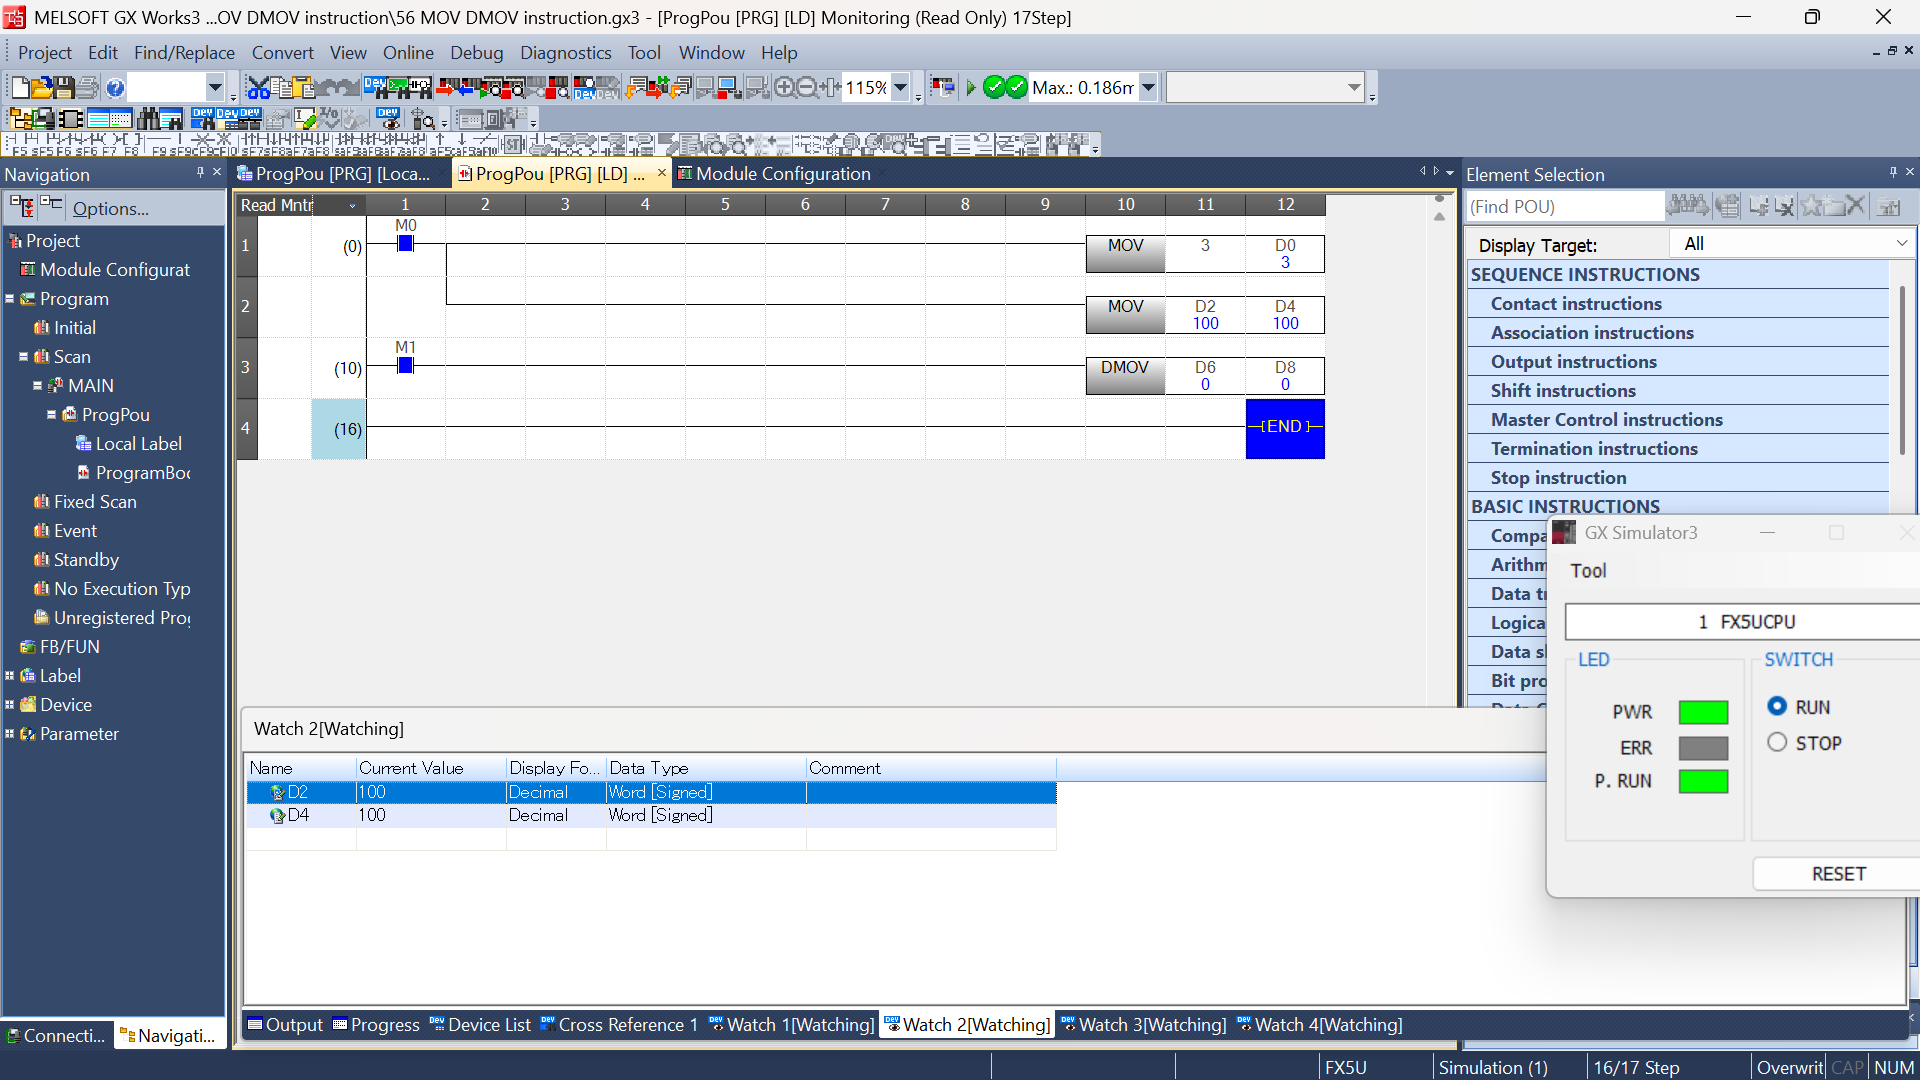 MELSOFT GX Works3 ...OV DMOV instruction\56 MOV DMOV instruction.gx3 - [ProgPou [PRG] [LD] Monitoring (Read Only) 17Step]
Project Edit Find/Replace Convert View Online Debug Diagnostics Tool Window Help
115% Max.: 0.186m
Navigation
Options...
Project
Module Configurat
Program
Initial
Scan
MAIN
ProgPou
Local Label
ProgramBo
Fixed Scan
Event
Standby
No Execution Typ
Unregistered Pro
FB/FUN
Label
Device
Parameter
Connecti... Navigati...
ProgPou [PRG] [Loca... ProgPou [PRG] [LD] ... Module Configuration
Read Mntr 1 2 3 4 5 6 7 8 9 10 11 12
M0
1 (0) MOV 3 D0
3
2 MOV D2 D4
100 100
M1
3 (10) DMOV D6 D8
0 0
4 (16) END
Watch 2[Watching]
Name Current Value Display Fo... Data Type Comment
D2 100 Decimal Word [Signed]
D4 100 Decimal Word [Signed]
Output Progress Device List Cross Reference 1 Watch 1[Watching] Watch 2[Watching] Watch 3[Watching] Watch 4[Watching]
Element Selection
(Find POU)
Display Target: All
SEQUENCE INSTRUCTIONS
Contact instructions
Association instructions
Output instructions
Shift instructions
Master Control instructions
Termination instructions
Stop instruction
BASIC INSTRUCTIONS
Compa
Arithm
Data t
Logica
Data s
Bit pro
GX Simulator3
Tool
1 FX5UCPU
LED SWITCH
PWR RUN
ERR STOP
P. RUN
RESET
FX5U Simulation (1) 16/17 Step Overwrit CAP NUM